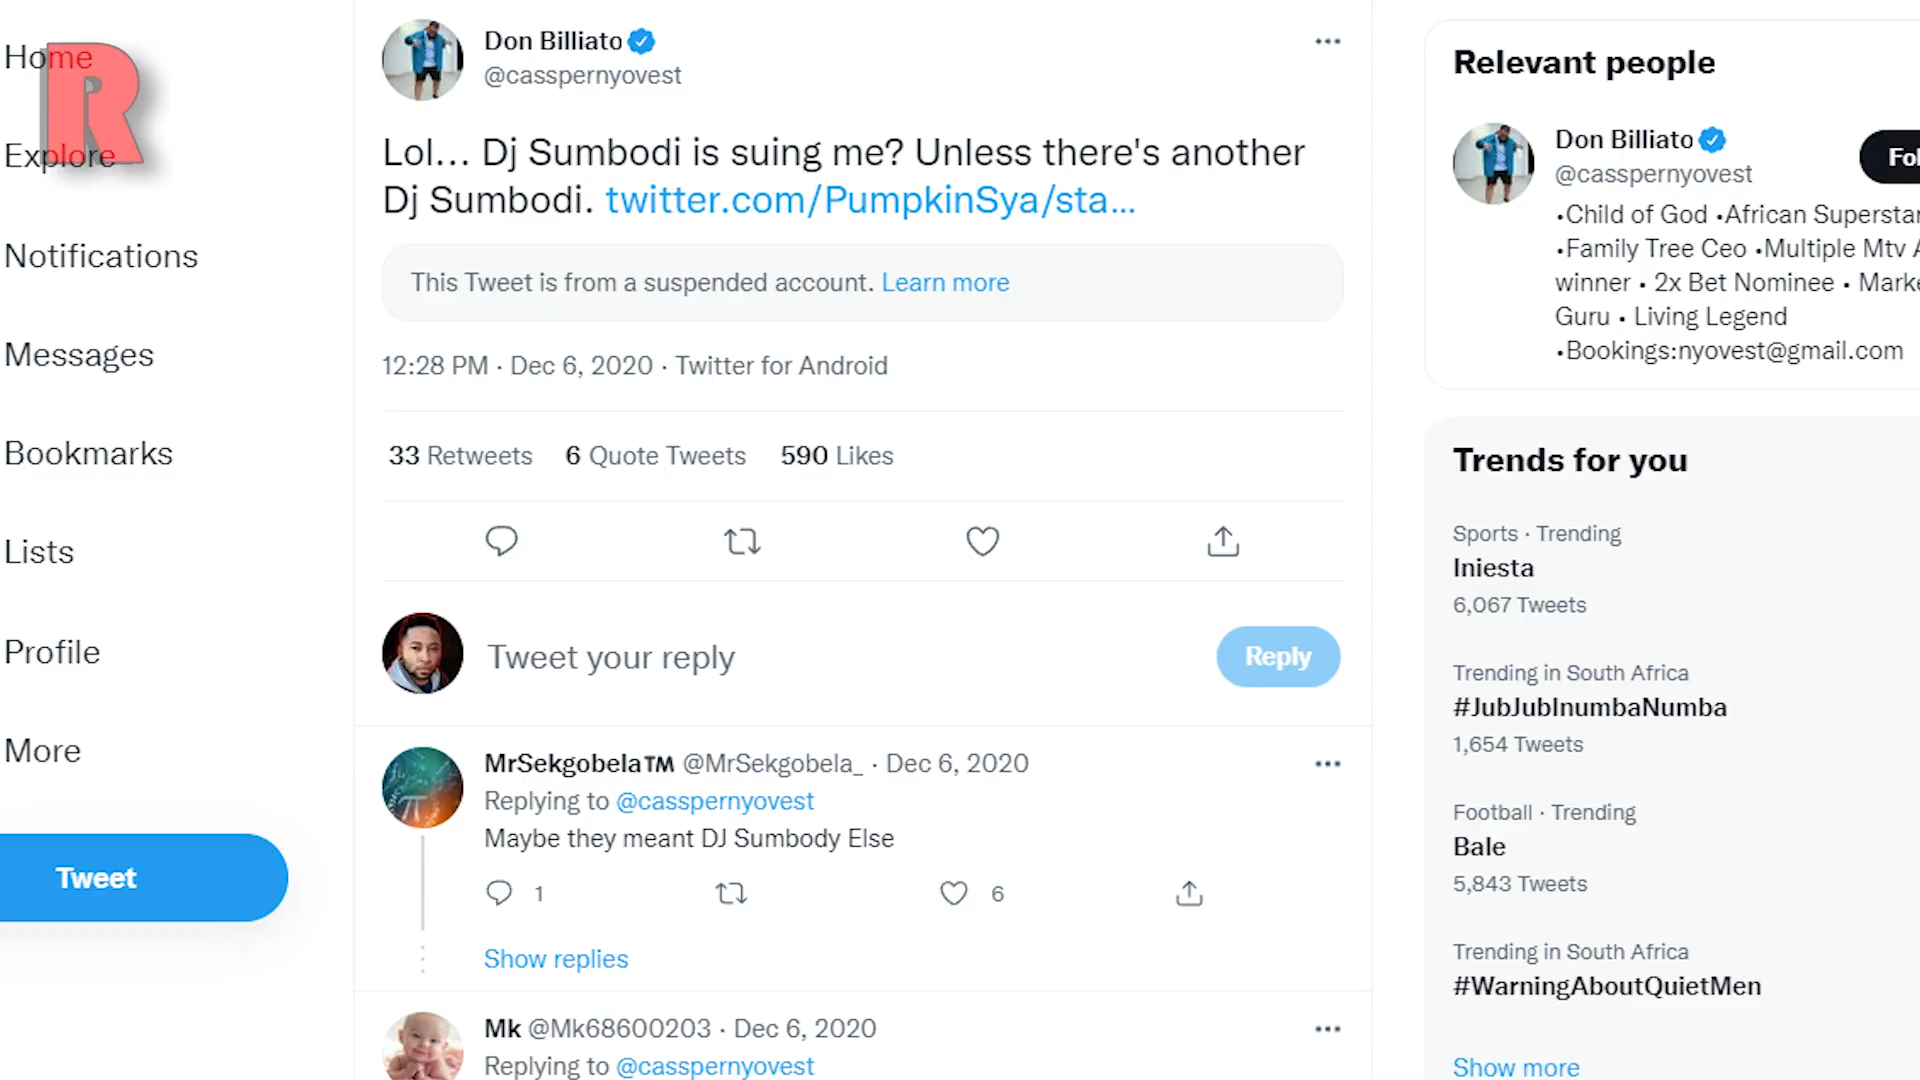 R
Home
Explore
Notifications
Messages
Bookmarks
Lists
Profile
More
Tweet
Don Billiato
@casspernyovest
Lol... Dj Sumbodi is suing me? Unless there's another
Dj Sumbodi. twitter.com/PumpkinSya/sta...
This Tweet is from a suspended account. Learn more
12:28 PM · Dec 6, 2020 · Twitter for Android
33 Retweets 6 Quote Tweets 590 Likes
Tweet your reply
Reply
MrSekgobela™ @MrSekgobela_ · Dec 6, 2020
Replying to @casspernyovest
Maybe they meant DJ Sumbody Else
1 6
Show replies
Mk @Mk68600203 · Dec 6, 2020
Replying to @casspernyovest
Relevant people
Don Billiato
@casspernyovest
Fol
•Child of God •African Superstar
•Family Tree Ceo •Multiple Mtv A
winner • 2x Bet Nominee • Marke
Guru • Living Legend
•Bookings:nyovest@gmail.com
Trends for you
Sports · Trending
Iniesta
6,067 Tweets
Trending in South Africa
#JubJubInumbaNumba
1,654 Tweets
Football · Trending
Bale
5,843 Tweets
Trending in South Africa
#WarningAboutQuietMen
Show more